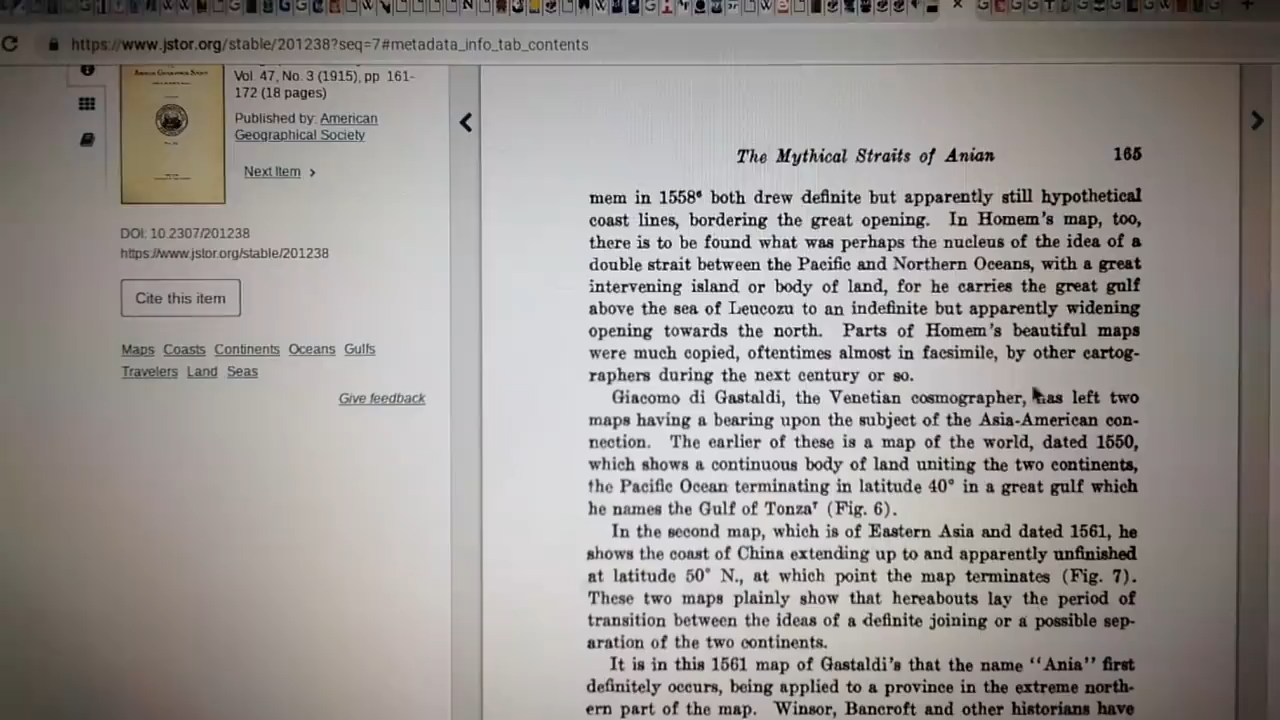 https://www.jstor.org/stable/201238?seq=7#metadata_info_tab_contents
Vol. 47, No. 3 (1915), pp 161-
172 (18 pages)
Published by: American
Geographical Society
Next Item >
DOI: 10.2307/201238
https://www.jstor.org/stable/201238
Cite this item
Maps Coasts Continents Oceans Gulfs
Travelers Land Seas
Give feedback
The Mythical Straits of Anian 165
mem in 1558⁶ both drew definite but apparently still hypothetical
coast lines, bordering the great opening. In Homem's map, too,
there is to be found what was perhaps the nucleus of the idea of a
double strait between the Pacific and Northern Oceans, with a great
intervening island or body of land, for he carries the great gulf
above the sea of Leucozu to an indefinite but apparently widening
opening towards the north. Parts of Homem's beautiful maps
were much copied, oftentimes almost in facsimile, by other cartog-
raphers during the next century or so.
Giacomo di Gastaldi, the Venetian cosmographer, has left two
maps having a bearing upon the subject of the Asia-American con-
nection. The earlier of these is a map of the world, dated 1550,
which shows a continuous body of land uniting the two continents,
the Pacific Ocean terminating in latitude 40° in a great gulf which
he names the Gulf of Tonza⁷ (Fig. 6).
In the second map, which is of Eastern Asia and dated 1561, he
shows the coast of China extending up to and apparently unfinished
at latitude 50° N., at which point the map terminates (Fig. 7).
These two maps plainly show that hereabouts lay the period of
transition between the ideas of a definite joining or a possible sep-
aration of the two continents.
It is in this 1561 map of Gastaldi's that the name "Ania" first
definitely occurs, being applied to a province in the extreme north-
ern part of the map. Winsor, Bancroft and other historians have